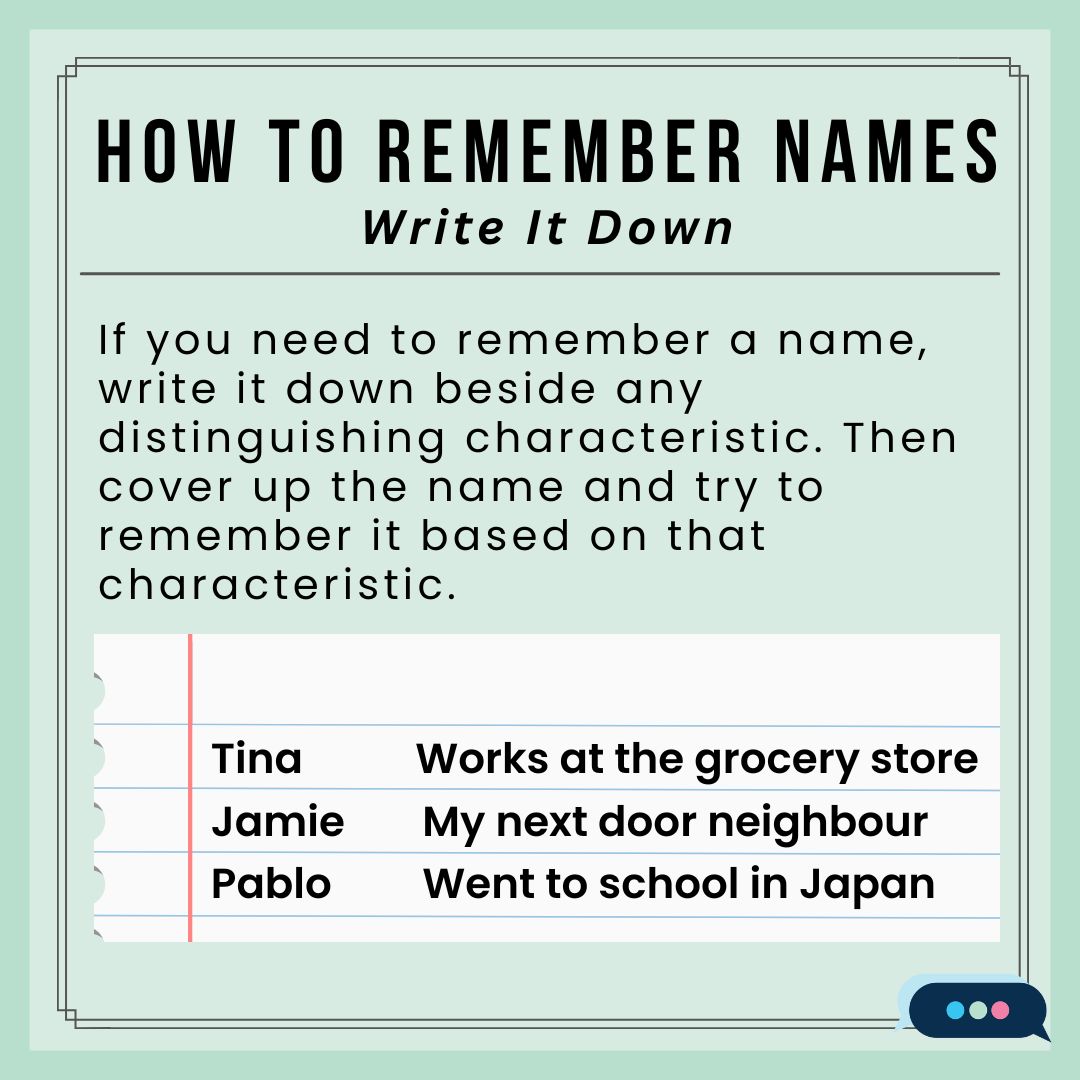 HOW TO REMEMBER NAMES
Write It Down
If you need to remember a name,
write it down beside any
distinguishing characteristic. Then
cover up the name and try to
remember it based on that
characteristic.
Tina Works at the grocery store
Jamie My next door neighbour
Pablo Went to school in Japan